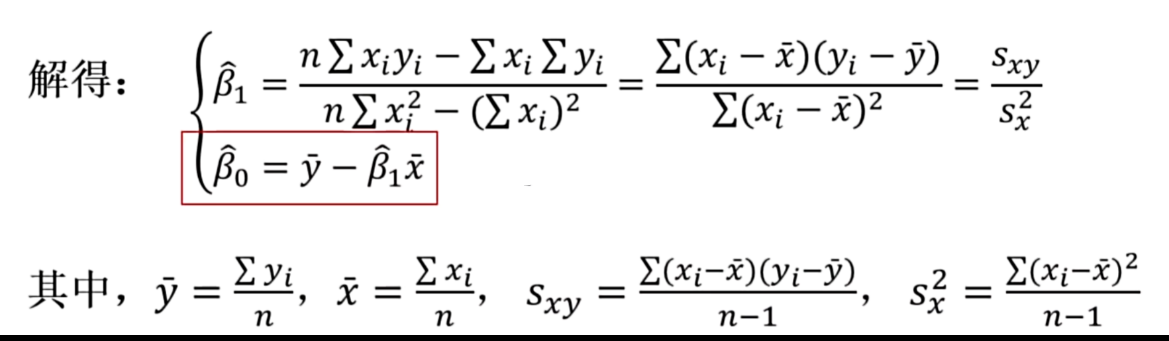 解得： β̂₁ = (n∑xᵢyᵢ − ∑xᵢ∑yᵢ)/(n∑xᵢ² − (∑xᵢ)²) = ∑(xᵢ − x̄)(yᵢ − ȳ)/∑(xᵢ − x̄)² = s_xy/s_x²
β̂₀ = ȳ − β̂₁x̄
其中，ȳ = ∑yᵢ/n， x̄ = ∑xᵢ/n， s_xy = ∑(xᵢ−x̄)(yᵢ−ȳ)/(n−1)， s_x² = ∑(xᵢ−x̄)²/(n−1)